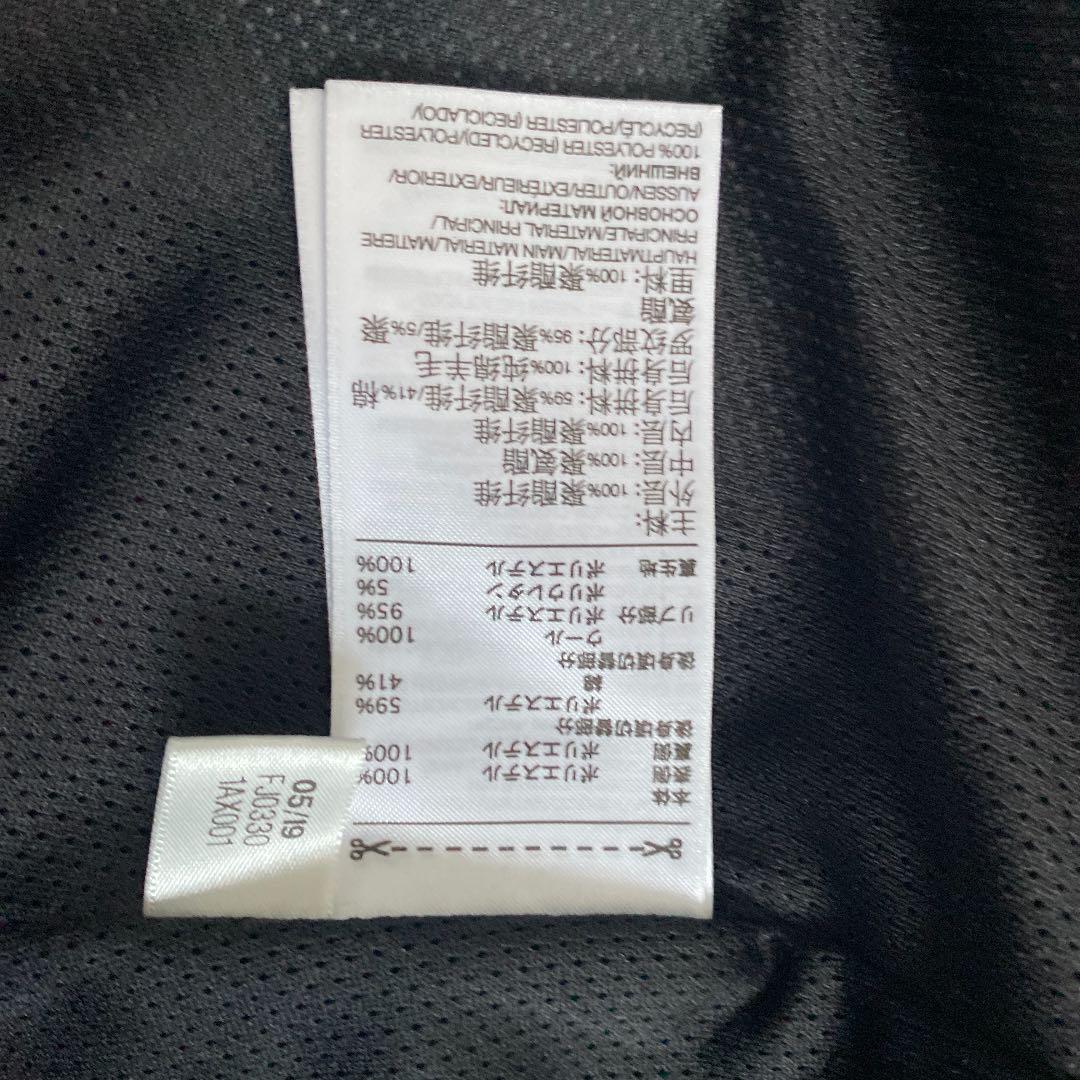 本体
表側 ポリエステル 100%
裏側 ポリエステル 100%
後身頃切替部分
ポリエステル 59%
綿 41%
後身頃切替部分
ウール 100%
リブ部分 ポリエステル 95%
ポリウレタン 5%
裏生地 ポリエステル 100%
主料:
外层: 100%聚酯纤维
中层: 100%聚氨酯
内层: 100%聚酯纤维
后身拼料: 59%聚酯纤维/41%棉
后身拼料: 100%纯绵羊毛
罗纹部分: 95%聚酯纤维/5%聚
氨酯
里料: 100%聚酯纤维
HAUPTMATERIAL/MAIN MATERIAL/MATIERE
PRINCIPALE/MATERIAL PRINCIPAL/
ОСНОВНОЙ МАТЕРИАЛ:
AUSSEN/OUTER/EXTÉRIEUR/EXTERIOR/
ВНЕШНИЙ:
100% POLYESTER (RECYCLED)/POLYESTER
(RECYCLÉ)/POLIESTER (RECICLADO)/
05/19
FJ0330
1AX001